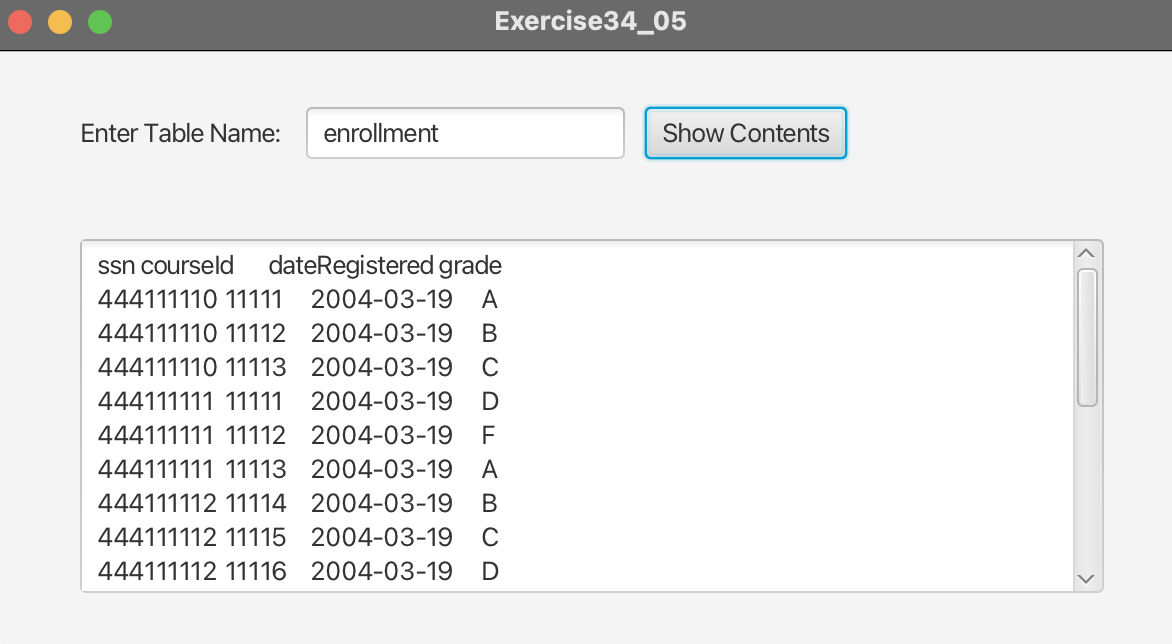 Exercise34_05
Enter Table Name: enrollment Show Contents
ssn courseId dateRegistered grade
444111110 11111 2004-03-19 A
444111110 11112 2004-03-19 B
444111110 11113 2004-03-19 C
444111111 11111 2004-03-19 D
444111111 11112 2004-03-19 F
444111111 11113 2004-03-19 A
444111112 11114 2004-03-19 B
444111112 11115 2004-03-19 C
444111112 11116 2004-03-19 D